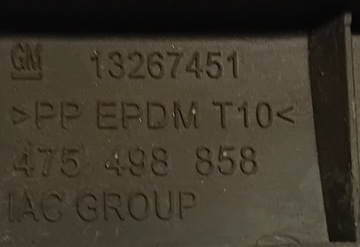 GM 13267451
>PP EPDM T10<
475 498 858
IAC GROUP